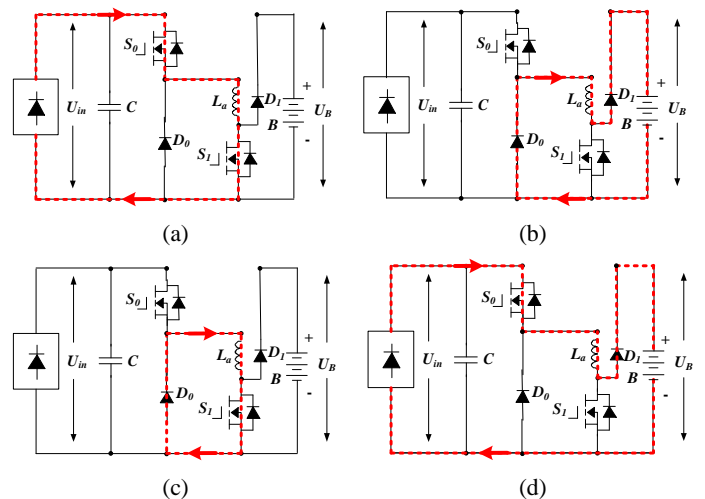 S0
Uin
C
La
D1
+
UB
B
-
D0
S1
(a)
S0
Uin
C
La
D1
+
UB
B
-
D0
S1
(b)
S0
Uin
C
La
D1
+
UB
B
-
D0
S1
(c)
S0
Uin
C
La
D1
+
UB
B
-
D0
S1
(d)